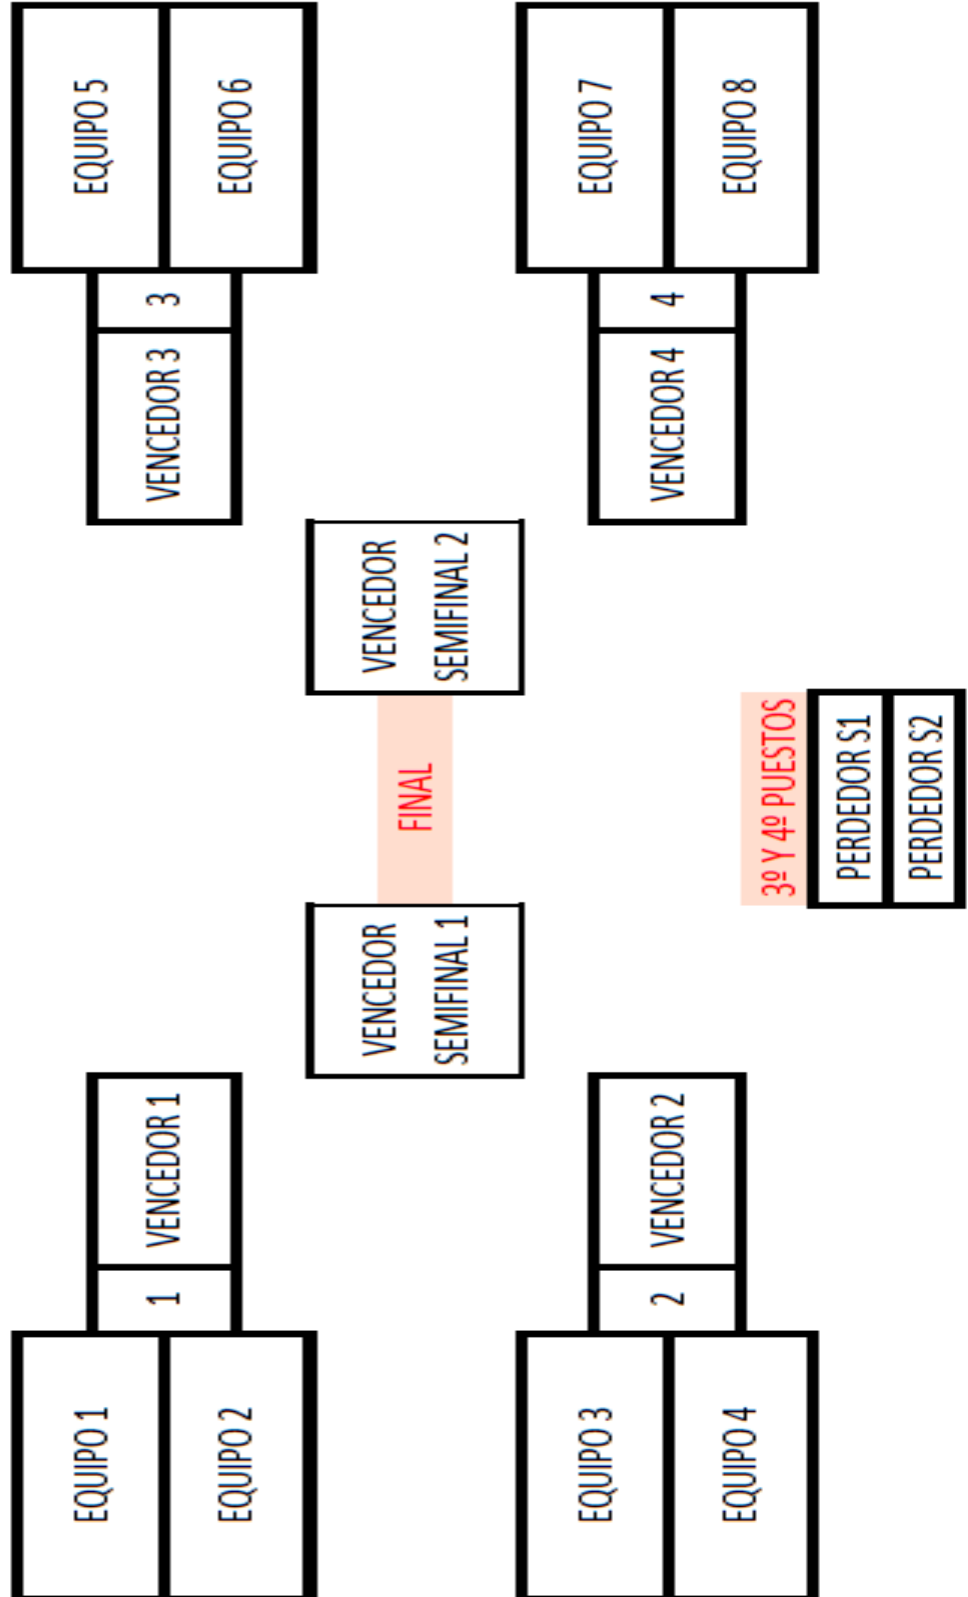 EQUIPO 1
EQUIPO 5
1
VENCEDOR 1
VENCEDOR 3
3
EQUIPO 2
EQUIPO 6
VENCEDOR
SEMIFINAL 1
FINAL
VENCEDOR
SEMIFINAL 2
EQUIPO 3
EQUIPO 7
2
VENCEDOR 2
VENCEDOR 4
4
EQUIPO 4
EQUIPO 8
3º Y 4º PUESTOS
PERDEDOR S1
PERDEDOR S2